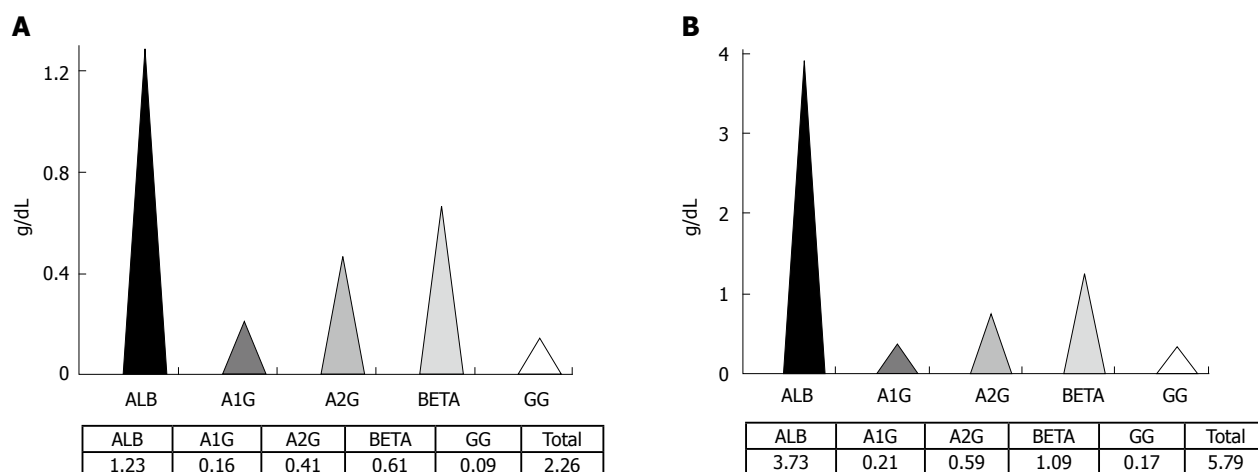 A
g/dL
1.2
0.8
0.4
0
ALB A1G A2G BETA GG
ALB A1G A2G BETA GG Total
1.23 0.16 0.41 0.61 0.09 2.26
B
g/dL
4
3
2
1
0
ALB A1G A2G BETA GG
ALB A1G A2G BETA GG Total
3.73 0.21 0.59 1.09 0.17 5.79